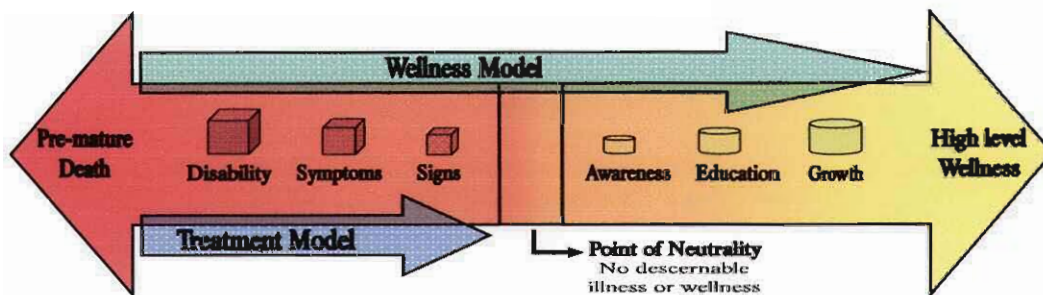 Wellness Model
Pre-mature
Death
Disability
Symptoms
Signs
Awareness
Education
Growth
High level
Wellness
Treatment Model
Point of Neutrality
No descernable
illness or wellness